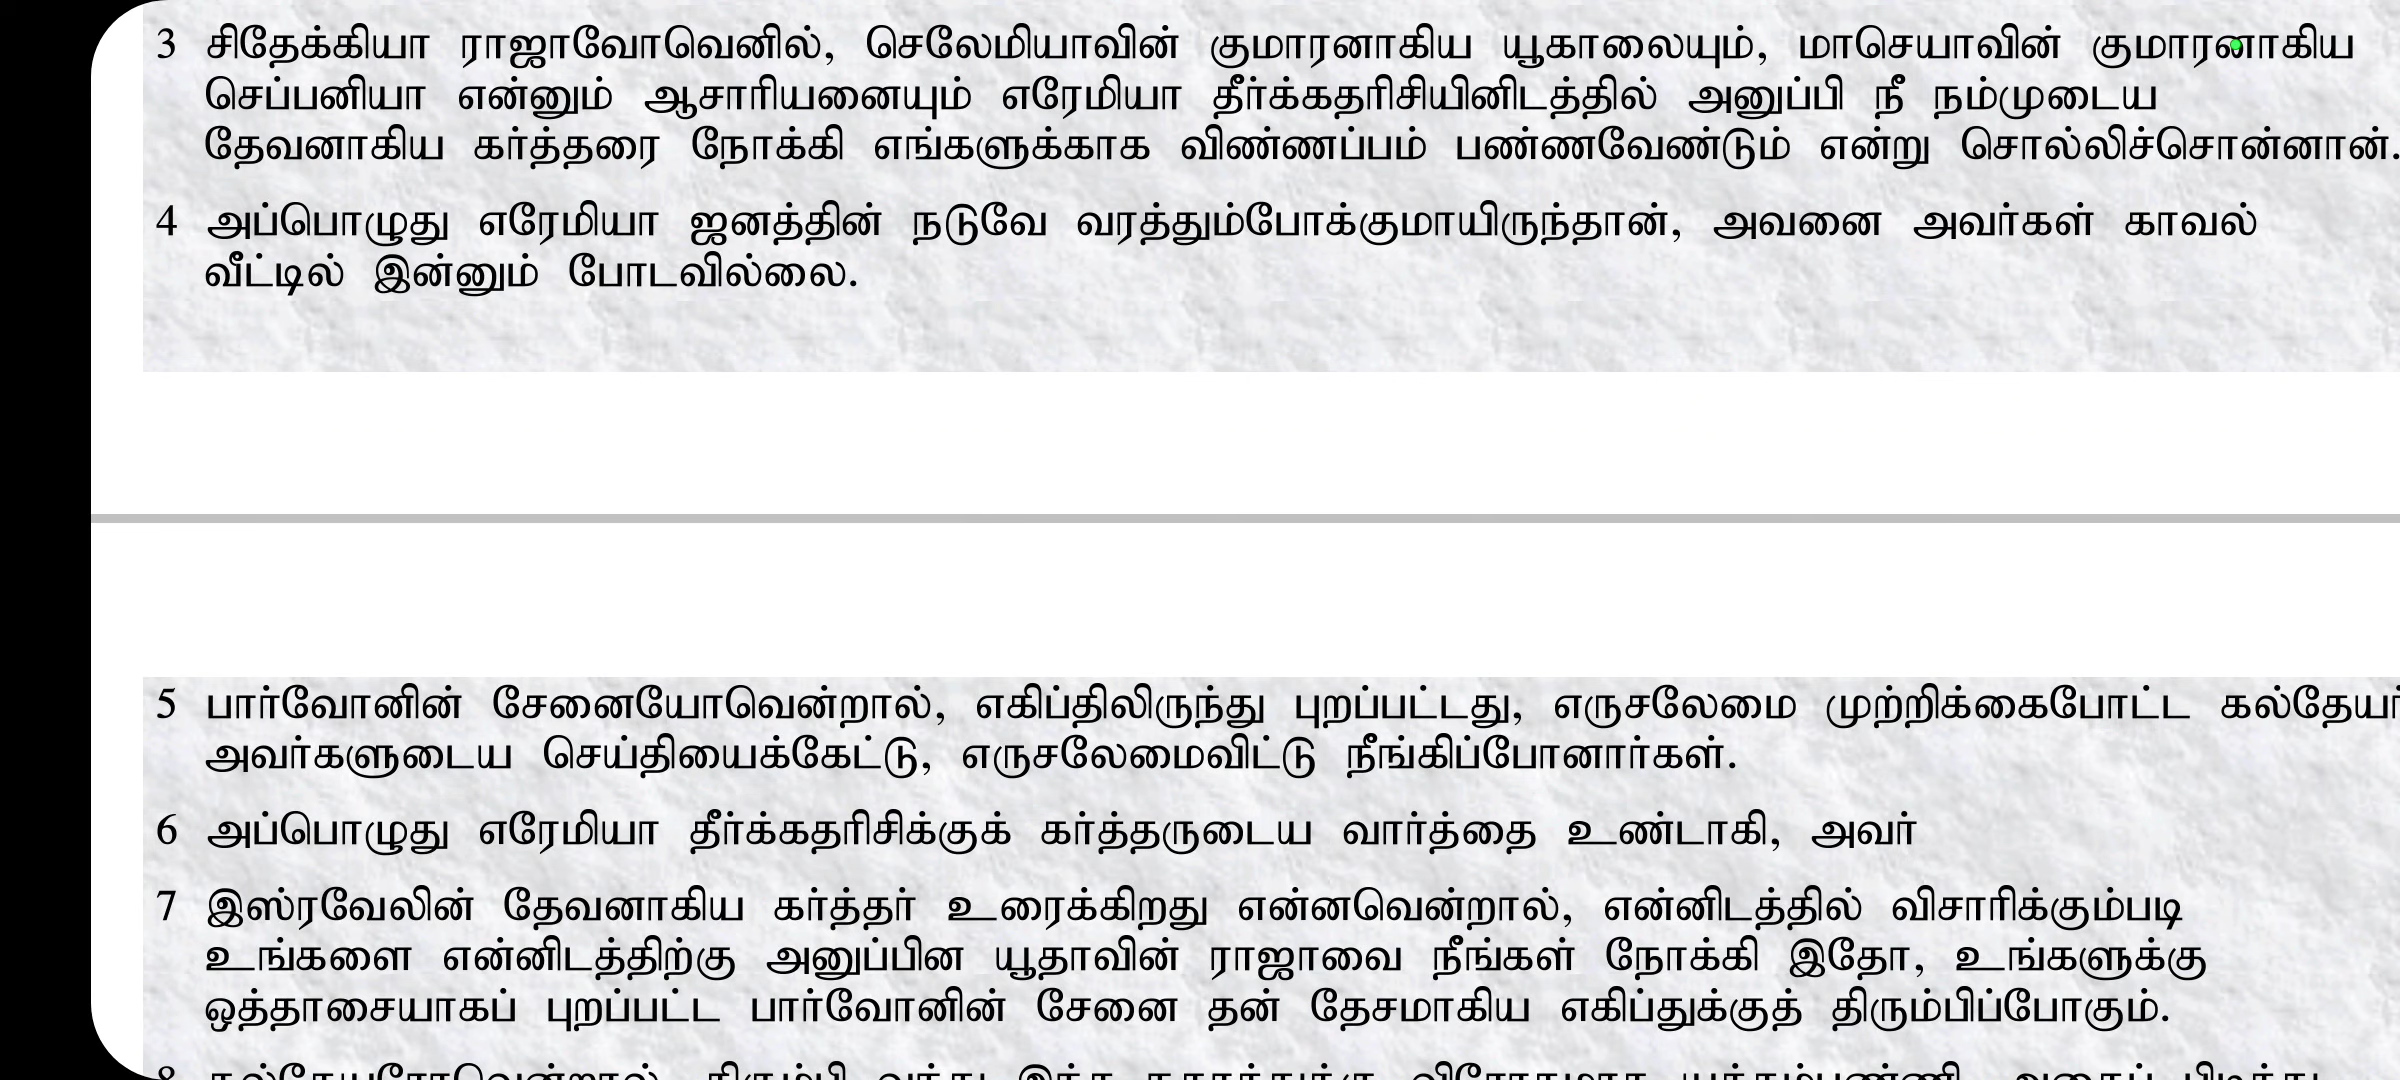 3 சிதேக்கியா ராஜாவோவெனில், செலேமியாவின் குமாரனாகிய யூகாலையும், மாசெயாவின் குமாரனாகிய
செப்பனியா என்னும் ஆசாரியனையும் எரேமியா தீர்க்கதரிசியினிடத்தில் அனுப்பி நீ நம்முடைய
தேவனாகிய கர்த்தரை நோக்கி எங்களுக்காக விண்ணப்பம் பண்ணவேண்டும் என்று சொல்லிச்சொன்னான்.
4 அப்பொழுது எரேமியா ஜனத்தின் நடுவே வரத்தும்போக்குமாயிருந்தான், அவனை அவர்கள் காவல்
வீட்டில் இன்னும் போடவில்லை.
5 பார்வோனின் சேனையோவென்றால், எகிப்திலிருந்து புறப்பட்டது, எருசலேமை முற்றிக்கைபோட்ட கல்தேயர்
அவர்களுடைய செய்தியைக்கேட்டு, எருசலேமைவிட்டு நீங்கிப்போனார்கள்.
6 அப்பொழுது எரேமியா தீர்க்கதரிசிக்குக் கர்த்தருடைய வார்த்தை உண்டாகி, அவர்
7 இஸ்ரவேலின் தேவனாகிய கர்த்தர் உரைக்கிறது என்னவென்றால், என்னிடத்தில் விசாரிக்கும்படி
உங்களை என்னிடத்திற்கு அனுப்பின யூதாவின் ராஜாவை நீங்கள் நோக்கி இதோ, உங்களுக்கு
ஒத்தாசையாகப் புறப்பட்ட பார்வோனின் சேனை தன் தேசமாகிய எகிப்துக்குத் திரும்பிப்போகும்.